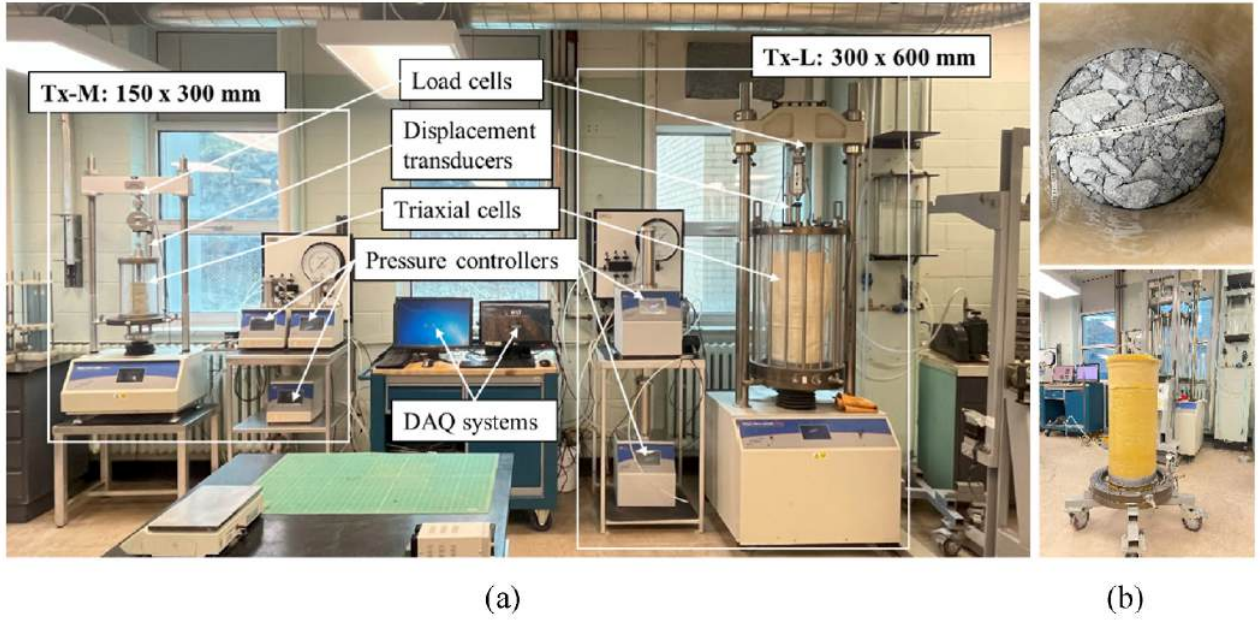 Tx-M: 150 x 300 mm
Load cells
Tx-L: 300 x 600 mm
Displacement
transducers
Triaxial cells
Pressure controllers
DAQ systems
(a)
(b)